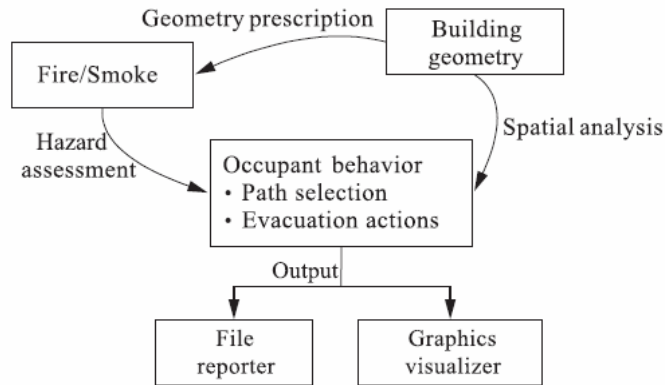 Geometry prescription
Building
geometry
Fire/Smoke
Spatial analysis
Hazard
assessment
Occupant behavior
• Path selection
• Evacuation actions
Output
File
reporter
Graphics
visualizer